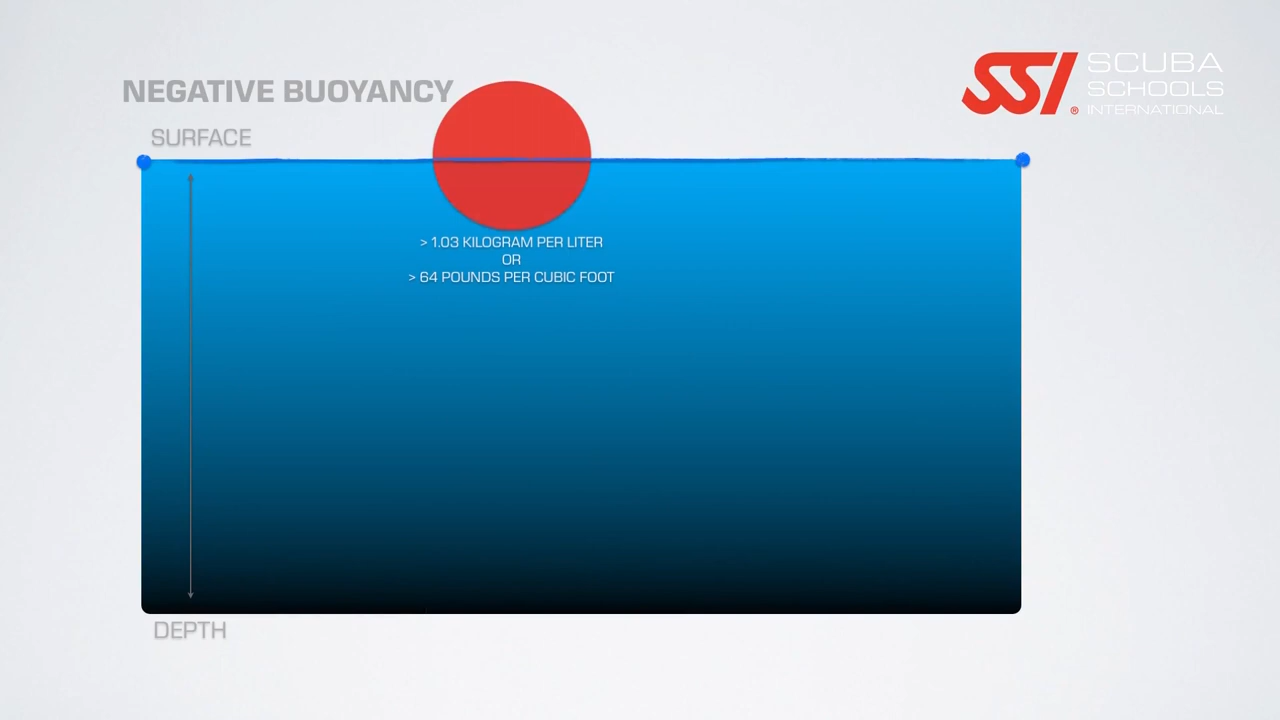 NEGATIVE BUOYANCY
SURFACE
SSI®
SCUBA
SCHOOLS
INTERNATIONAL
> 1.03 KILOGRAM PER LITER
OR
> 64 POUNDS PER CUBIC FOOT
DEPTH